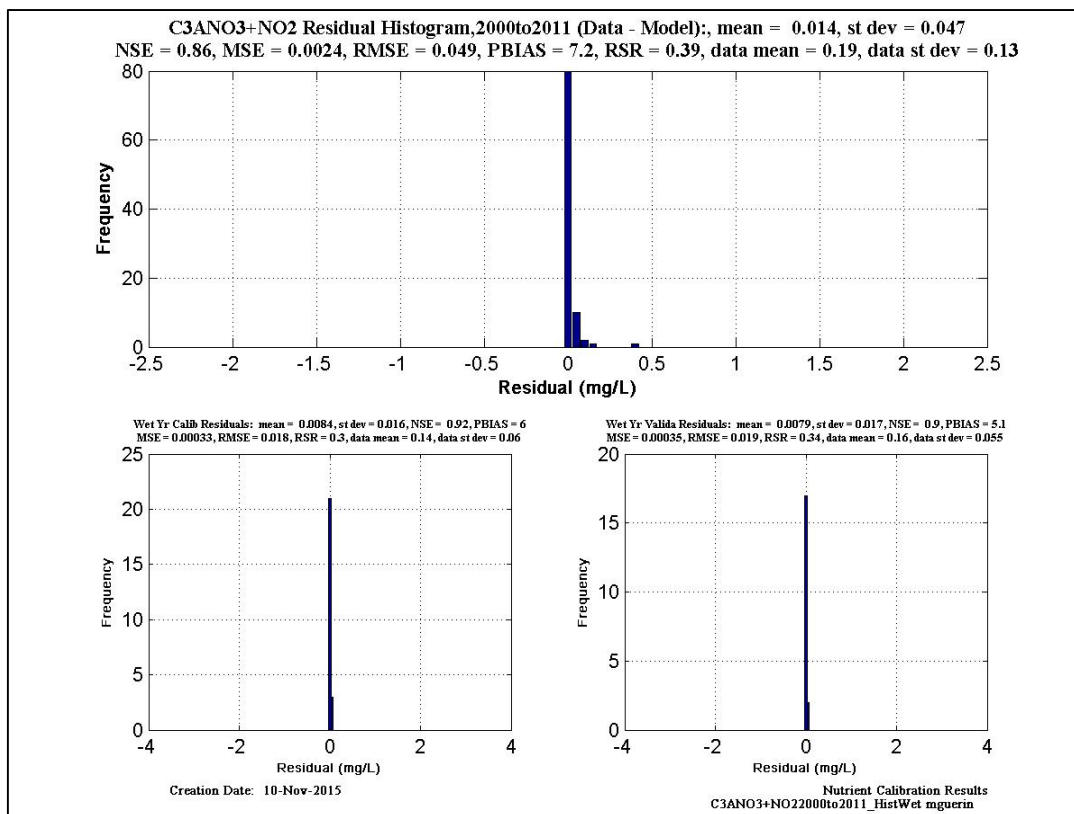 C3ANO3+NO2 Residual Histogram,2000to2011 (Data - Model):, mean = 0.014, st dev = 0.047
NSE = 0.86, MSE = 0.0024, RMSE = 0.049, PBIAS = 7.2, RSR = 0.39, data mean = 0.19, data st dev = 0.13
80
60
40
20
0
Frequency
-2.5 -2 -1.5 -1 -0.5 0 0.5 1 1.5 2 2.5
Residual (mg/L)
Wet Yr Calib Residuals: mean = 0.0084, st dev = 0.016, NSE = 0.92, PBIAS = 6
MSE = 0.00033, RMSE = 0.018, RSR = 0.3, data mean = 0.14, data st dev = 0.06
25
20
15
10
5
0
Frequency
-4 -2 0 2 4
Residual (mg/L)
Wet Yr Valida Residuals: mean = 0.0079, st dev = 0.017, NSE = 0.9, PBIAS = 5.1
MSE = 0.00035, RMSE = 0.019, RSR = 0.34, data mean = 0.16, data st dev = 0.055
20
15
10
5
0
Frequency
-4 -2 0 2 4
Residual (mg/L)
Creation Date: 10-Nov-2015
Nutrient Calibration Results
C3ANO3+NO22000to2011_HistWet mguerin